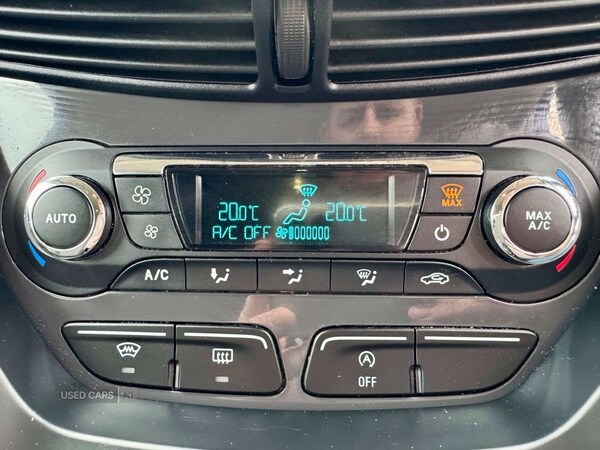 AUTO
20.0°C
20.0°C
A/C OFF
MAX
MAX
A/C
A/C
OFF
USED CARS